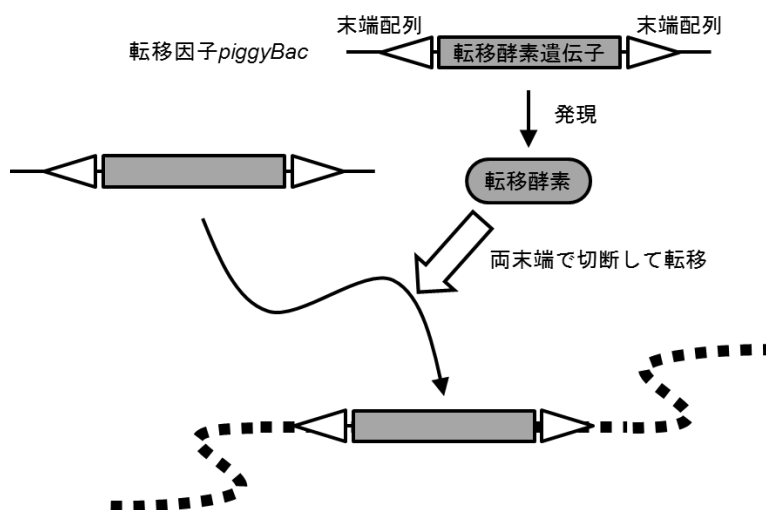 末端配列
末端配列
転移因子piggyBac
転移酵素遺伝子
発現
転移酵素
両末端で切断して転移